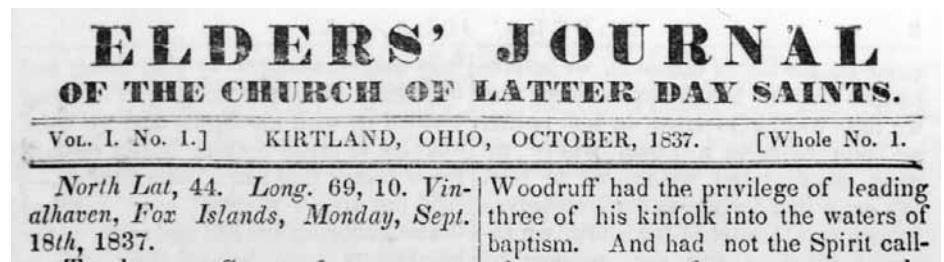 ELDERS' JOURNAL
OF THE CHURCH OF LATTER DAY SAINTS.
VOL. I. No. 1.] KIRTLAND, OHIO, OCTOBER, 1837. [Whole No. 1.
North Lat, 44. Long. 69, 10. Vin-
alhaven, Fox Islands, Monday, Sept.
18th, 1837.
Woodruff had the privilege of leading
three of his kinfolk into the waters of
baptism. And had not the Spirit call-